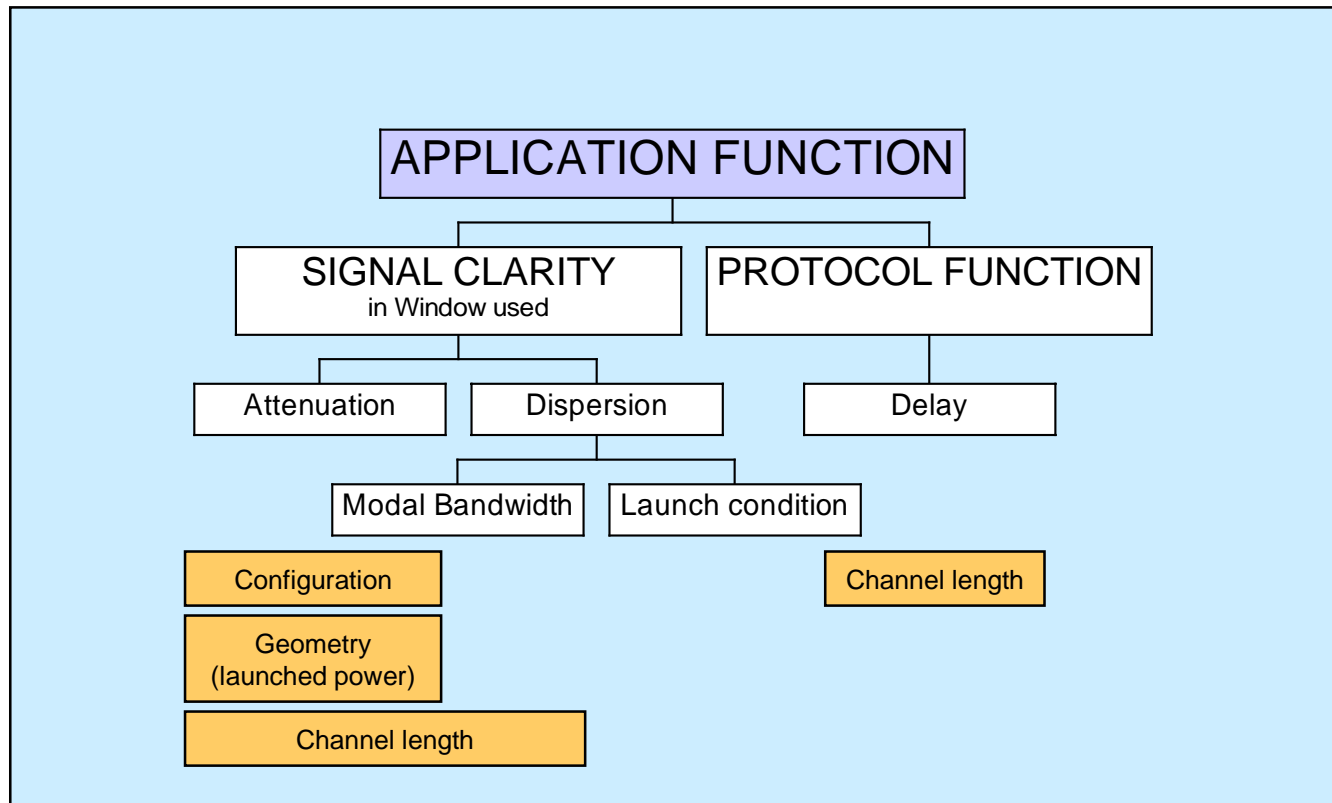 APPLICATION FUNCTION
SIGNAL CLARITY
in Window used
PROTOCOL FUNCTION
Attenuation
Dispersion
Delay
Modal Bandwidth
Launch condition
Configuration
Channel length
Geometry
(launched power)
Channel length